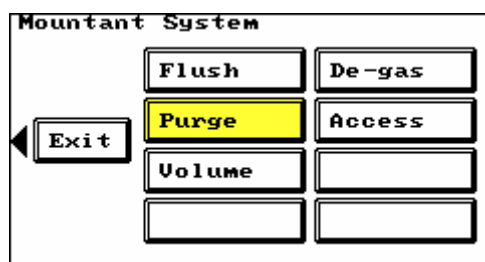 Mountant System
Flush De-gas
Purge Access
Exit
Volume